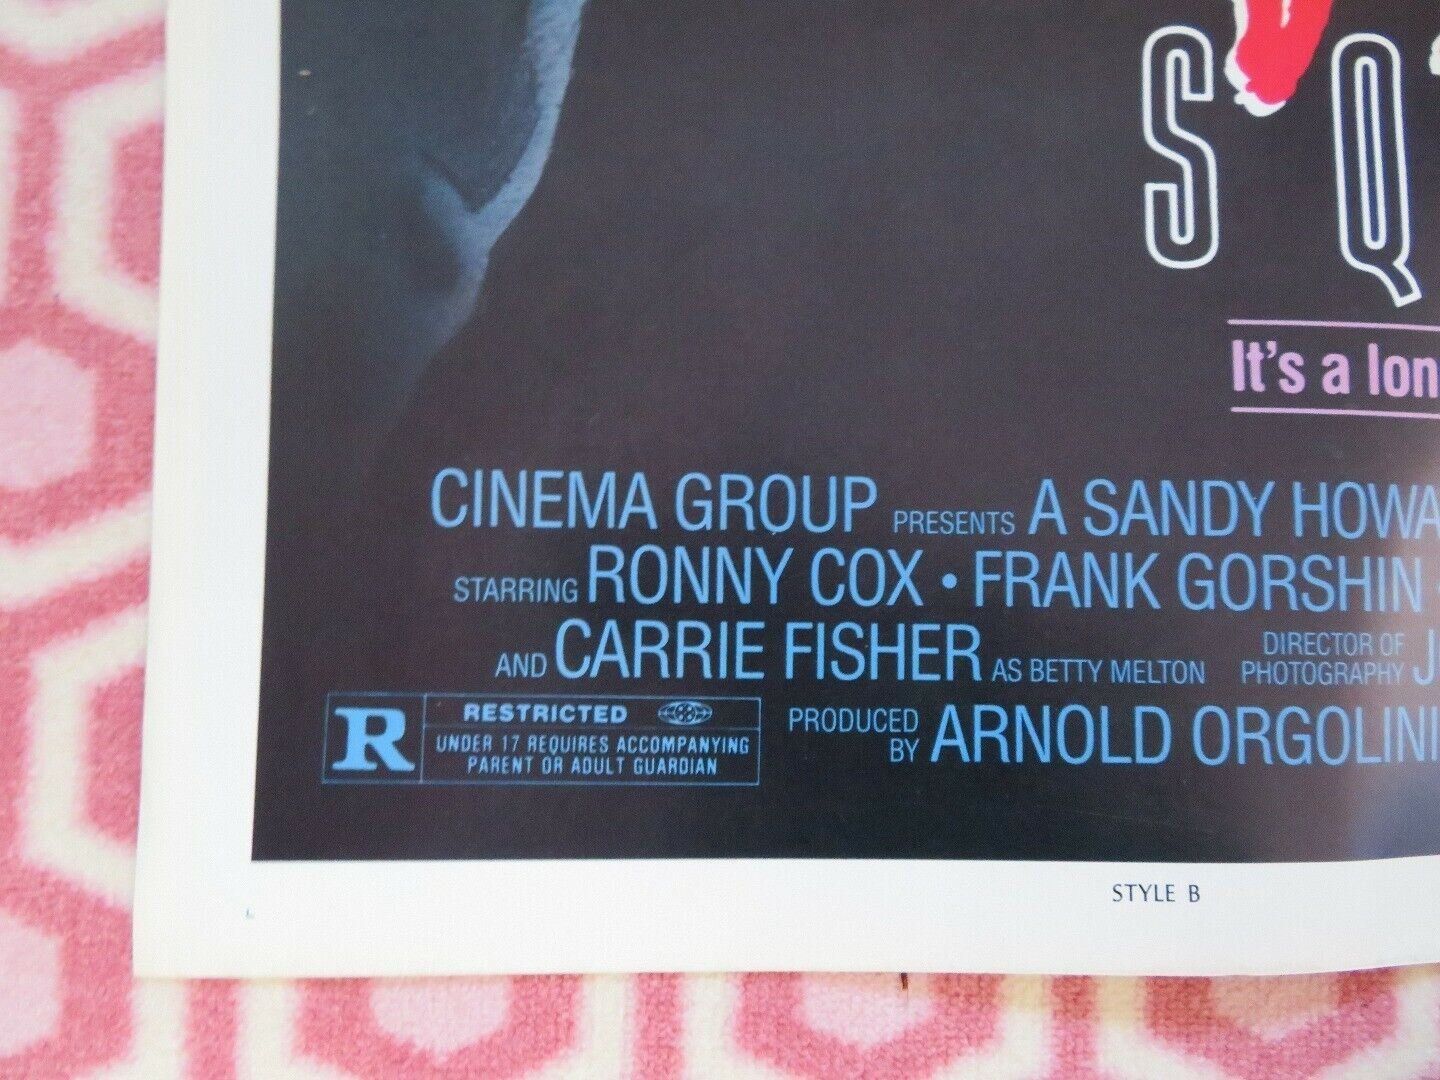 SQ
It's a lon
CINEMA GROUP PRESENTS A SANDY HOWA
STARRING RONNY COX • FRANK GORSHIN •
AND CARRIE FISHER AS BETTY MELTON DIRECTOR OF PHOTOGRAPHY J
R
RESTRICTED
UNDER 17 REQUIRES ACCOMPANYING
PARENT OR ADULT GUARDIAN
PRODUCED BY ARNOLD ORGOLINI
STYLE B